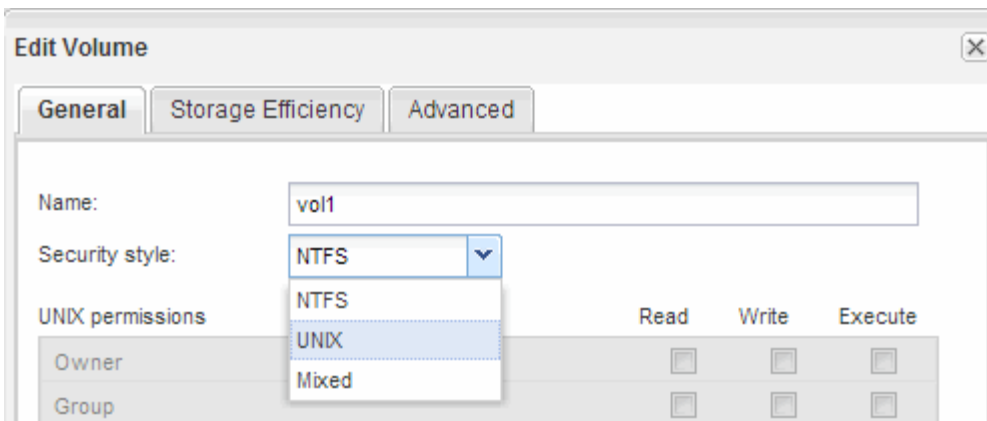 Edit Volume
General Storage Efficiency Advanced
Name: vol1
Security style: NTFS
NTFS
UNIX permissions Read Write Execute
UNIX
Owner
Mixed
Group